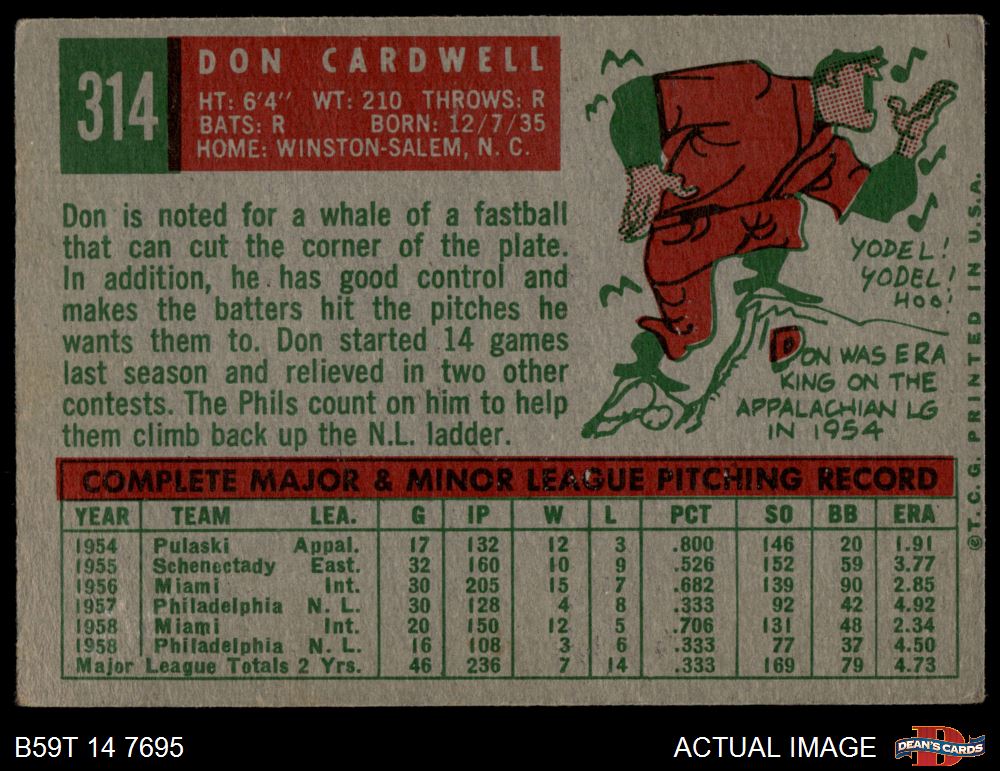 314
DON CARDWELL
HT: 6'4" WT: 210 THROWS: R
BATS: R BORN: 12/7/35
HOME: WINSTON-SALEM, N. C.
Don is noted for a whale of a fastball
that can cut the corner of the plate.
In addition, he has good control and
makes the batters hit the pitches he
wants them to. Don started 14 games
last season and relieved in two other
contests. The Phils count on him to help
them climb back up the N.L. ladder.
YODEL!
YODEL!
HOO!
DON WAS ERA
KING ON THE
APPALACHIAN LG
IN 1954
©T. C. G. PRINTED IN U.S.A.
COMPLETE MAJOR & MINOR LEAGUE PITCHING RECORD
YEAR TEAM LEA. G IP W L PCT SO BB ERA
1954 Pulaski Appal. 17 132 12 3 .800 146 20 1.91
1955 Schenectady East. 32 160 10 9 .526 152 59 3.77
1956 Miami Int. 30 205 15 7 .682 139 90 2.85
1957 Philadelphia N. L. 30 128 4 8 .333 92 42 4.92
1958 Miami Int. 20 150 12 5 .706 131 48 2.34
1958 Philadelphia N. L. 16 108 3 6 .333 77 37 4.50
Major League Totals 2 Yrs. 46 236 7 14 .333 169 79 4.73
B59T 14 7695
ACTUAL IMAGE
DEAN'S CARDS